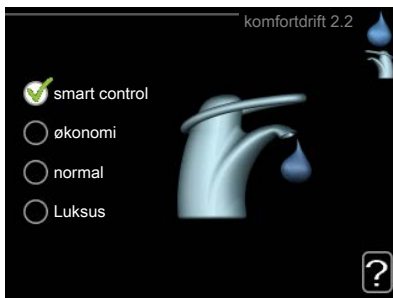 komfortdrift 2.2
smart control
økonomi
normal
Luksus
?